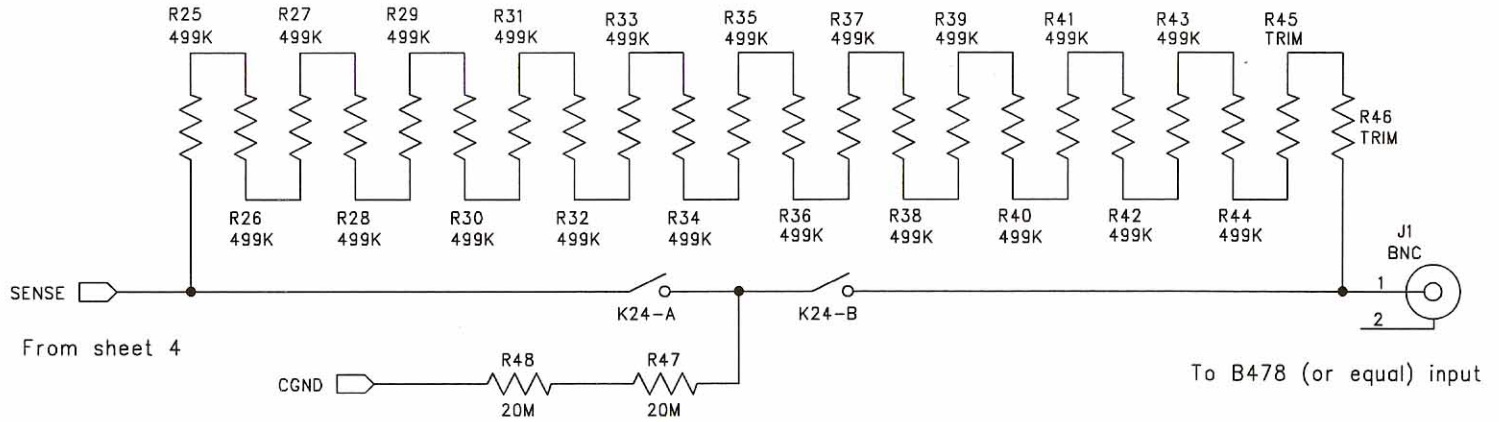 R25
499K
R27
499K
R29
499K
R31
499K
R33
499K
R35
499K
R37
499K
R39
499K
R41
499K
R43
499K
R45
TRIM
R46
TRIM
R26
499K
R28
499K
R30
499K
R32
499K
R34
499K
R36
499K
R38
499K
R40
499K
R42
499K
R44
499K
J1
BNC
SENSE
K24-A
K24-B
1
2
From sheet 4
R48
R47
CGND
20M
20M
To B478 (or equal) input